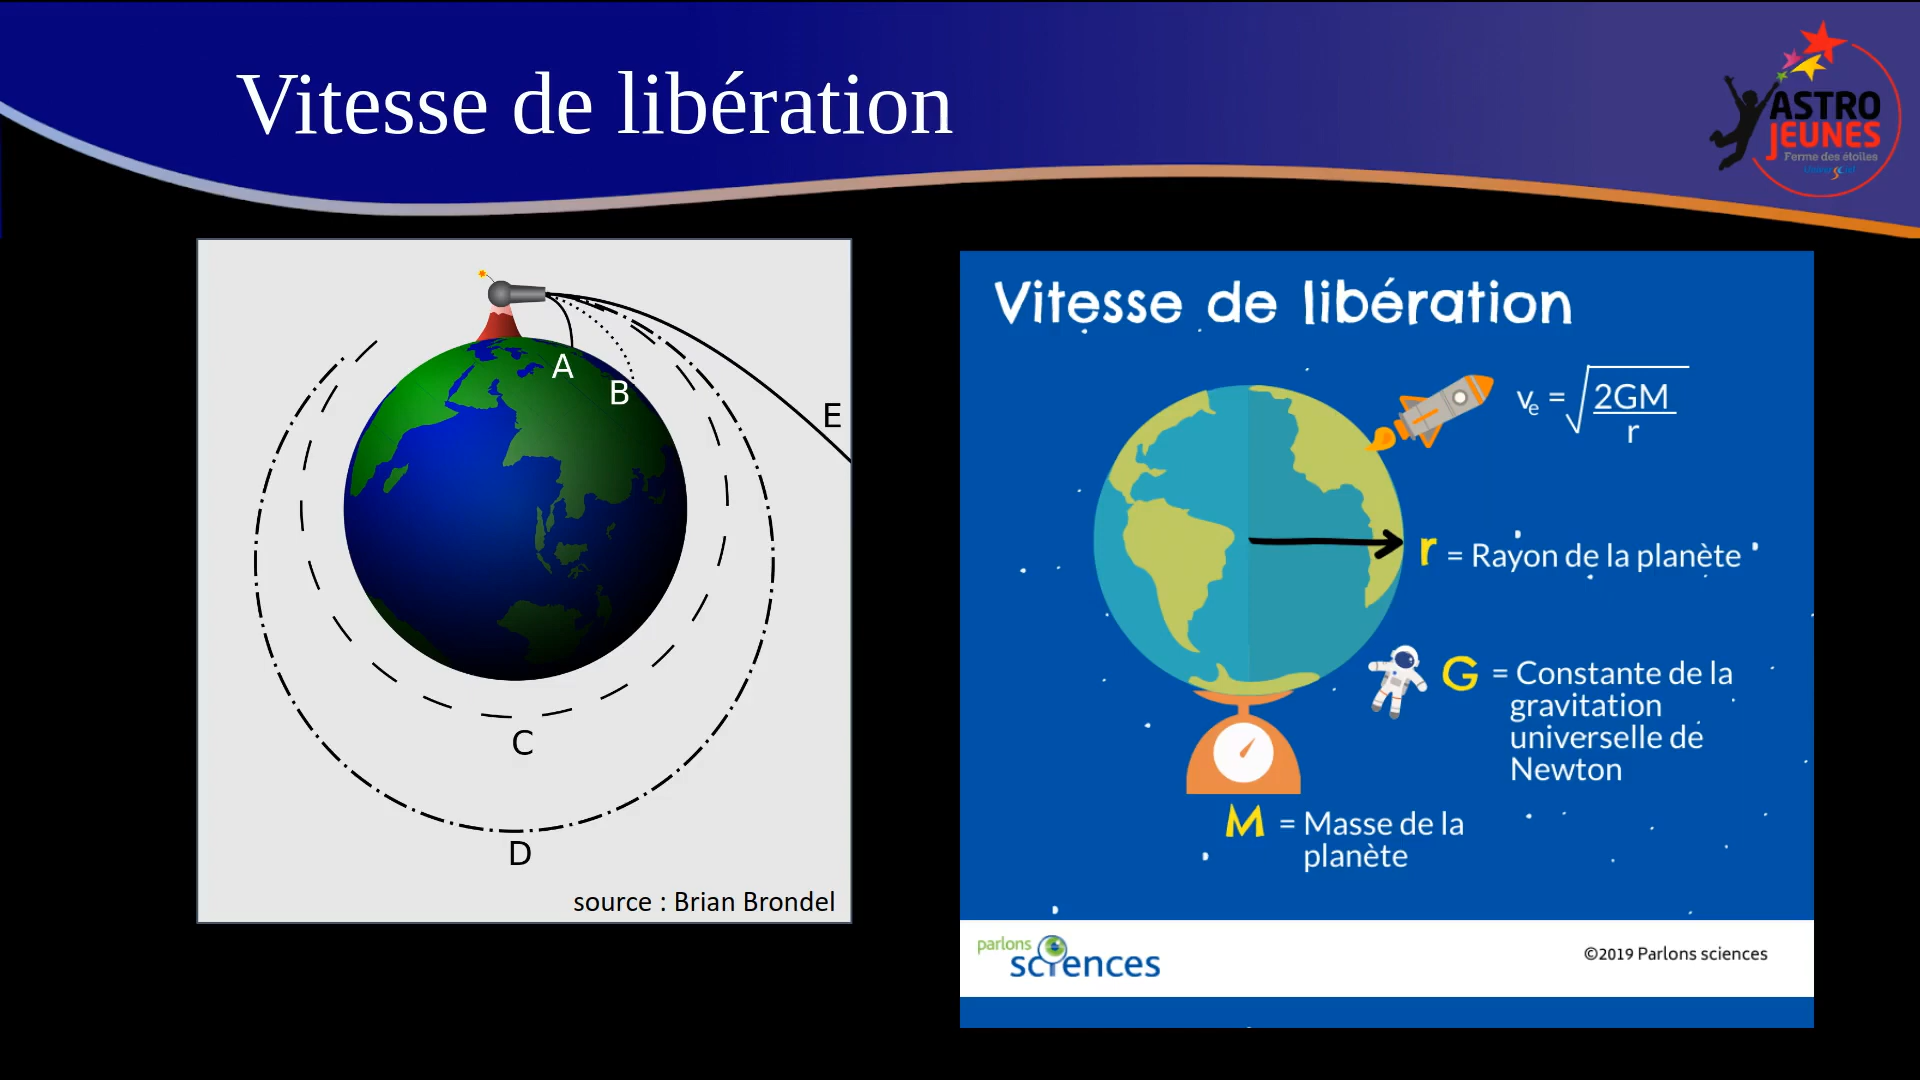 Vitesse de libération
ASTRO
JEUNES
Ferme des étoiles
A
B
E
C
D
source : Brian Brondel
Vitesse de libération
vₑ = √2GM
r
r = Rayon de la planète
G = Constante de la
gravitation
universelle de
Newton
M = Masse de la
planète
parlons
sciences
©2019 Parlons sciences